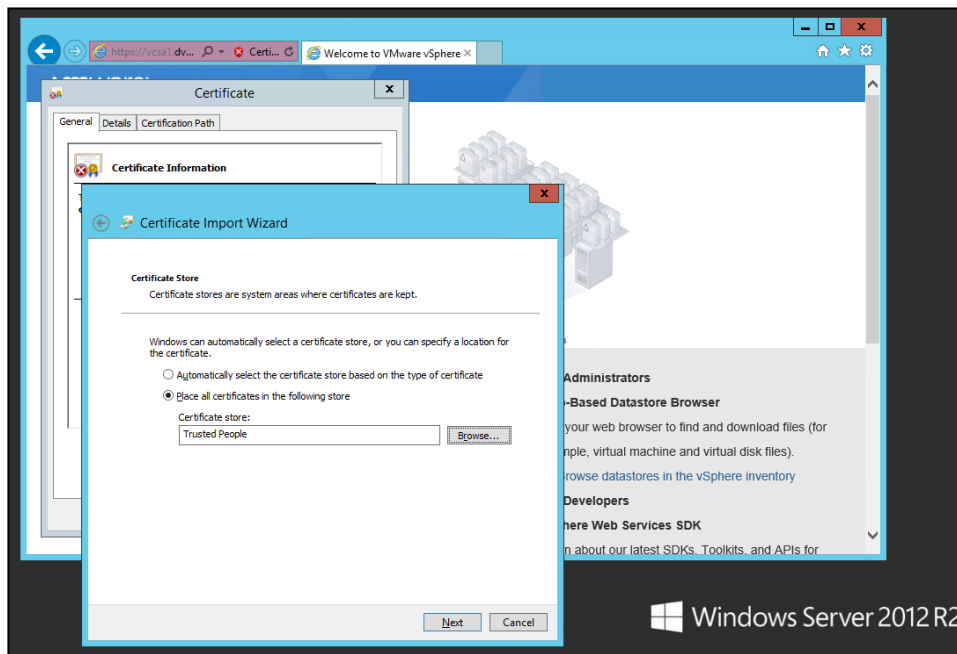 https://vcsa1.dv...
Certi...
Welcome to VMware vSphere
Certificate
General
Details
Certification Path
Certificate Information
Certificate Import Wizard
Certificate Store
Certificate stores are system areas where certificates are kept.
Windows can automatically select a certificate store, or you can specify a location for
the certificate.
Automatically select the certificate store based on the type of certificate
Place all certificates in the following store
Certificate store:
Trusted People
Browse...
Next
Cancel
Administrators
-Based Datastore Browser
your web browser to find and download files (for
mple, virtual machine and virtual disk files).
rowse datastores in the vSphere inventory
Developers
here Web Services SDK
n about our latest SDKs, Toolkits, and APIs for
Windows Server 2012 R2